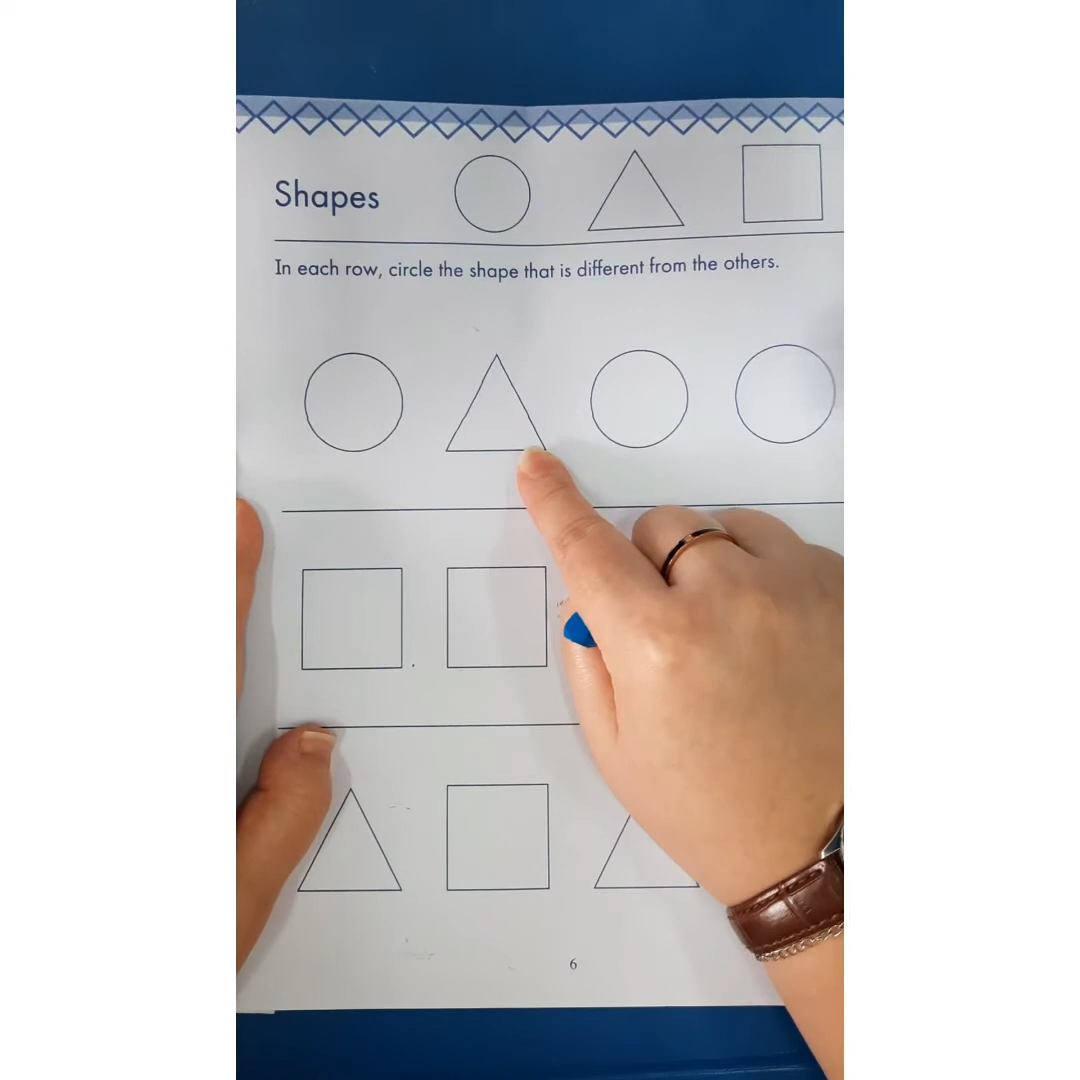 Shapes
In each row, circle the shape that is different from the others.
6